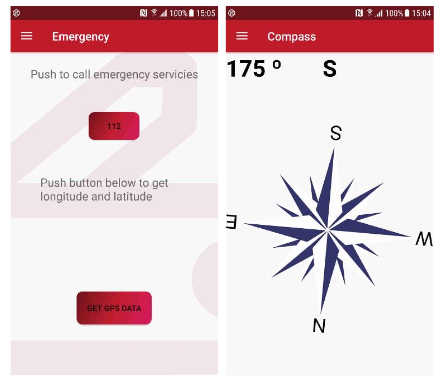 100% 15:05
Emergency
Push to call emergency servicies
112
Push button below to get
longitude and latitude
GET GPS DATA
100% 15:04
Compass
175 º S
S
E
W
N